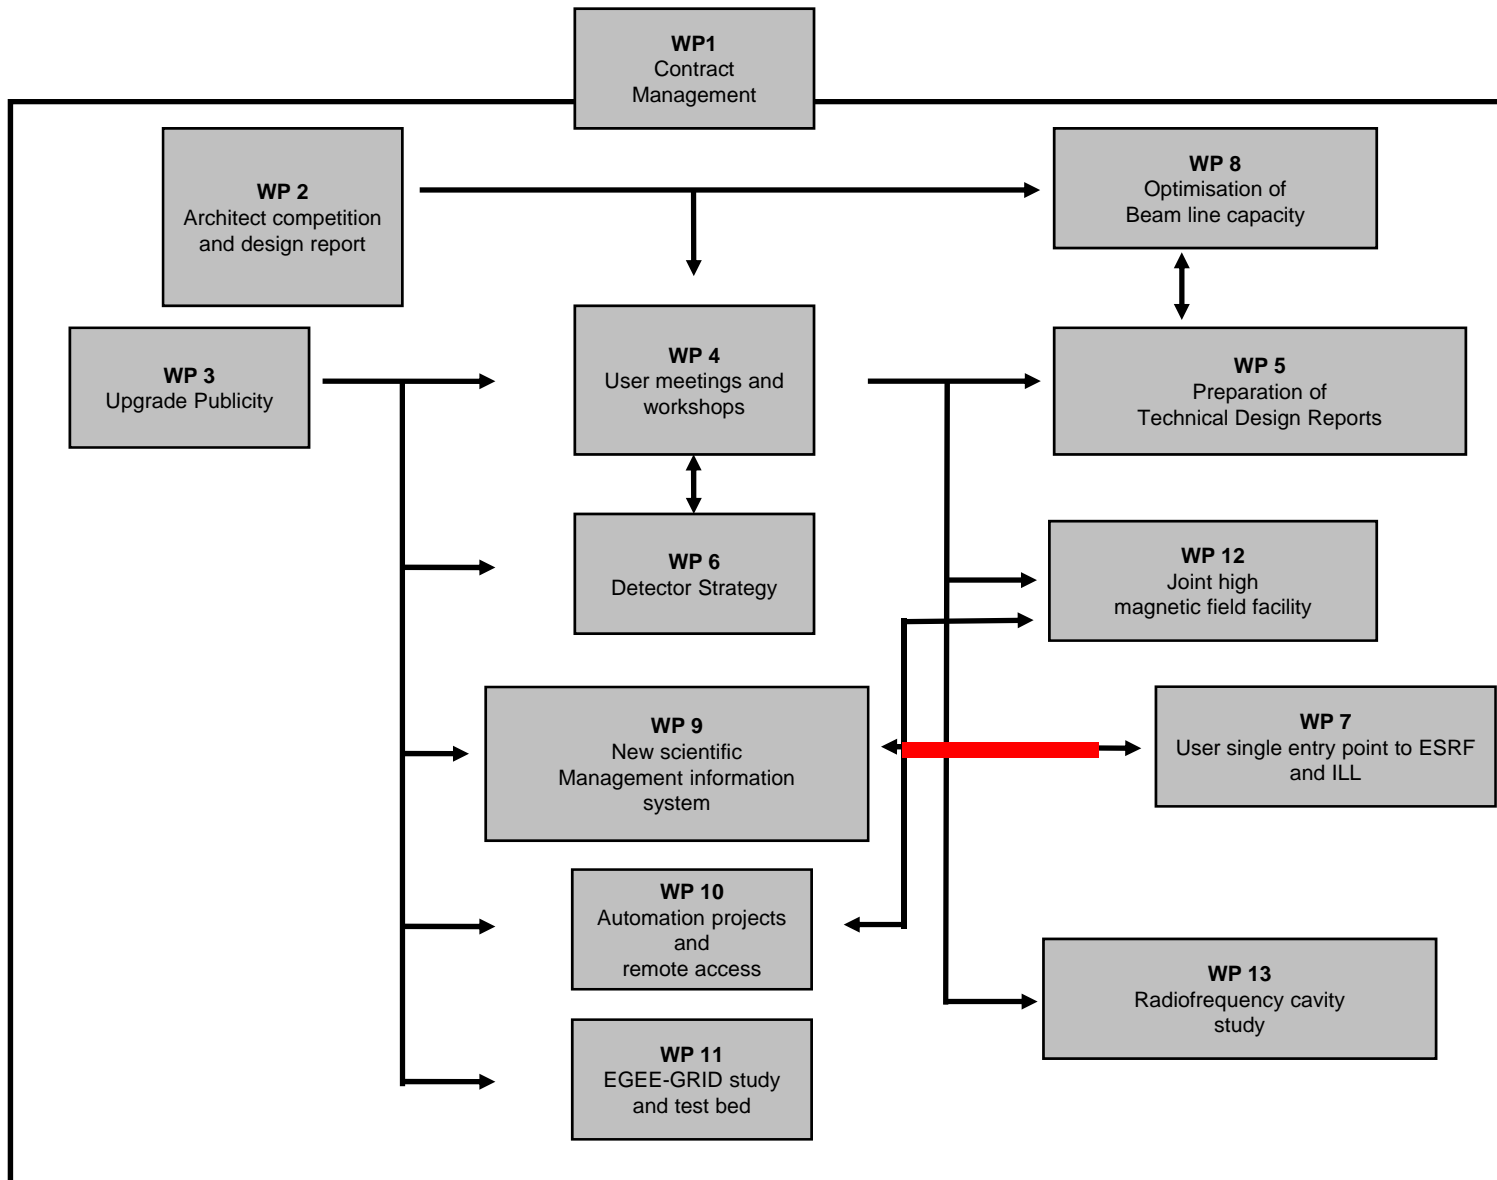 WP1
Contract
Management
WP 2
Architect competition
and design report
WP 8
Optimisation of
Beam line capacity
WP 3
Upgrade Publicity
WP 4
User meetings and
workshops
WP 5
Preparation of
Technical Design Reports
WP 6
Detector Strategy
WP 12
Joint high
magnetic field facility
WP 9
New scientific
Management information
system
WP 7
User single entry point to ESRF
and ILL
WP 10
Automation projects
and
remote access
WP 13
Radiofrequency cavity
study
WP 11
EGEE-GRID study
and test bed